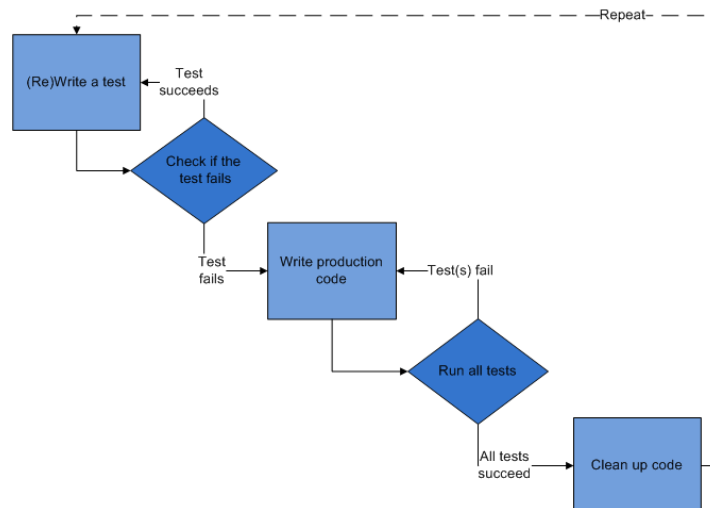 Repeat
(Re)Write a test
Test
succeeds
Check if the
test fails
Test
fails
Write production
code
Test(s) fail
Run all tests
All tests
succeed
Clean up code